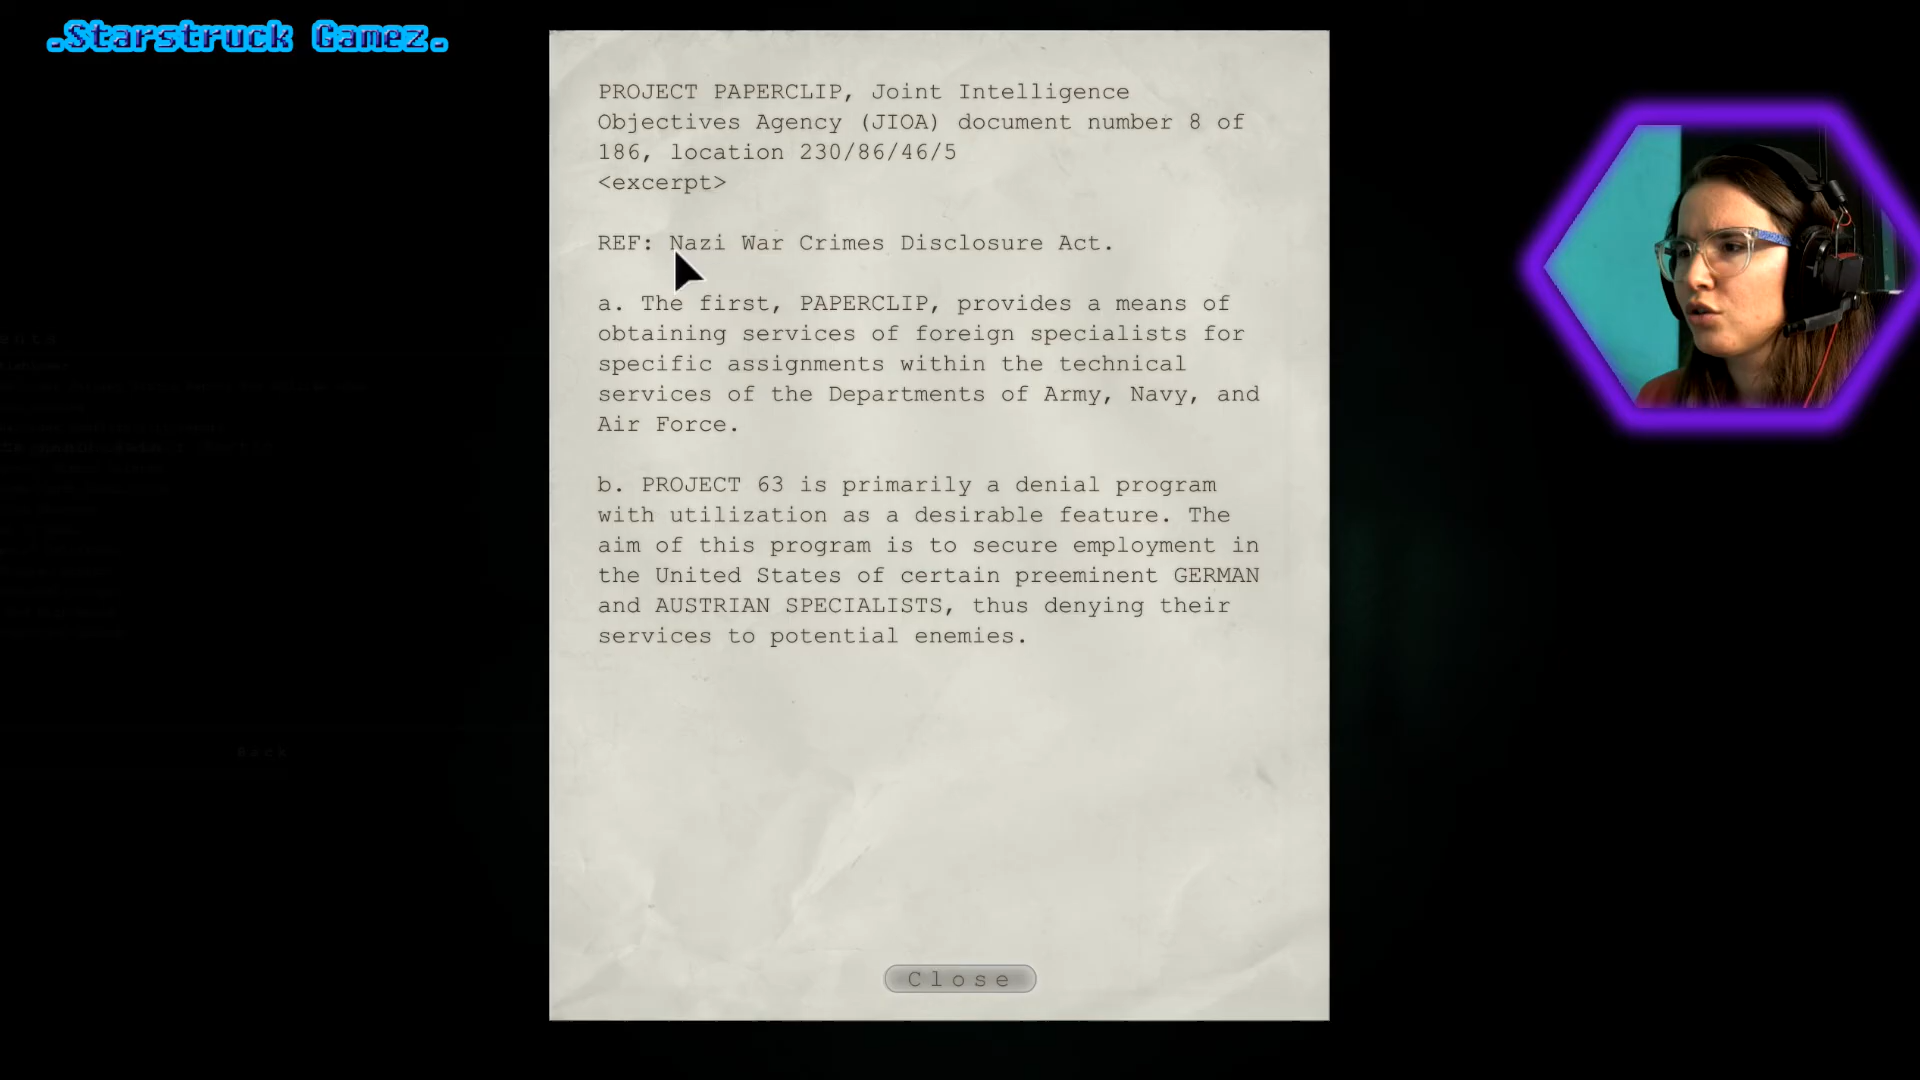 .Starstruck Gamez.
PROJECT PAPERCLIP, Joint Intelligence
Objectives Agency (JIOA) document number 8 of
186, location 230/86/46/5
<excerpt>
REF: Nazi War Crimes Disclosure Act.
a. The first, PAPERCLIP, provides a means of
obtaining services of foreign specialists for
specific assignments within the technical
services of the Departments of Army, Navy, and
Air Force.
b. PROJECT 63 is primarily a denial program
with utilization as a desirable feature. The
aim of this program is to secure employment in
the United States of certain preeminent GERMAN
and AUSTRIAN SPECIALISTS, thus denying their
services to potential enemies.
Back
Close